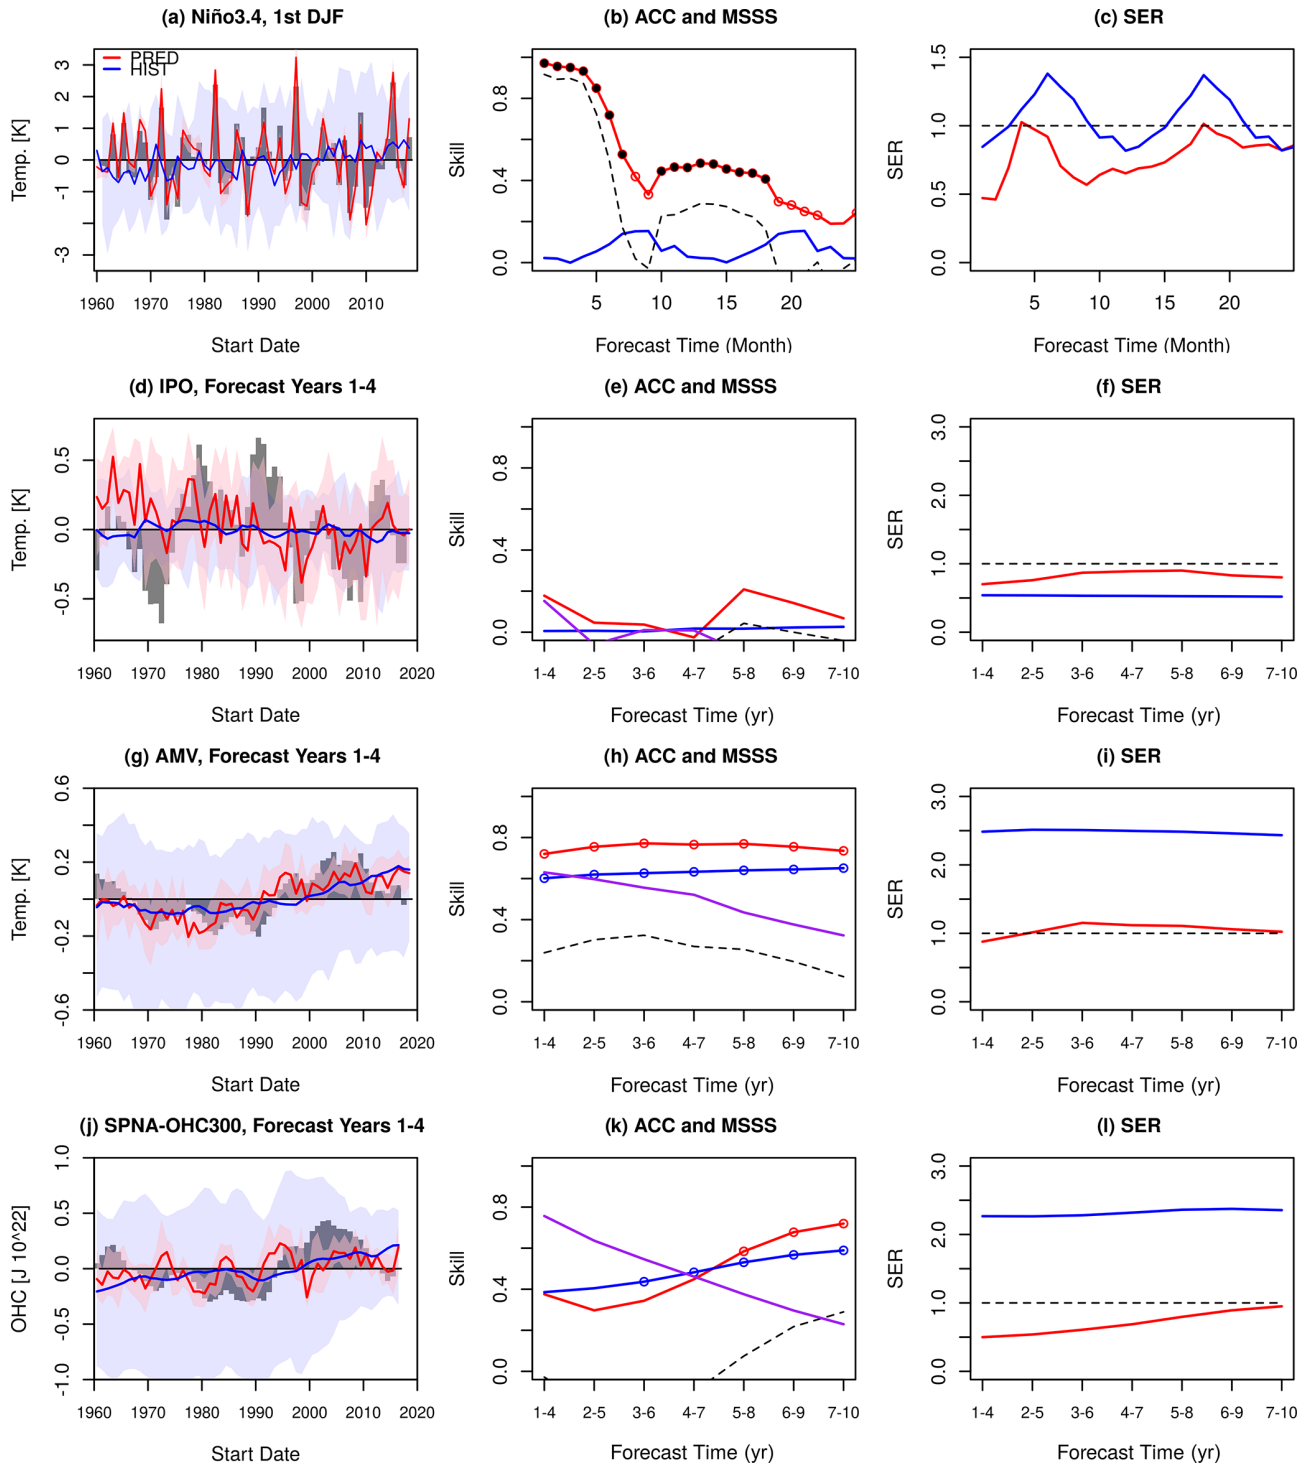 (a) Niño3.4, 1st DJF
(b) ACC and MSSS
(c) SER
PRED
HIST
Temp. [K]
3
2
1
0
-1
-3
1960 1970 1980 1990 2000 2010
Start Date
Skill
0.8
0.4
0.0
5 10 15 20
Forecast Time (Month)
SER
1.5
1.0
0.5
0.0
5 10 15 20
Forecast Time (Month)
(d) IPO, Forecast Years 1-4
(e) ACC and MSSS
(f) SER
Temp. [K]
0.5
0.0
-0.5
1960 1970 1980 1990 2000 2010 2020
Start Date
Skill
0.8
0.4
0.0
1-4 2-5 3-6 4-7 5-8 6-9 7-10
Forecast Time (yr)
SER
3.0
2.0
1.0
0.0
1-4 2-5 3-6 4-7 5-8 6-9 7-10
Forecast Time (yr)
(g) AMV, Forecast Years 1-4
(h) ACC and MSSS
(i) SER
Temp. [K]
0.6
0.2
-0.2
-0.6
1960 1970 1980 1990 2000 2010 2020
Start Date
Skill
0.8
0.4
0.0
1-4 2-5 3-6 4-7 5-8 6-9 7-10
Forecast Time (yr)
SER
3.0
2.0
1.0
0.0
1-4 2-5 3-6 4-7 5-8 6-9 7-10
Forecast Time (yr)
(j) SPNA-OHC300, Forecast Years 1-4
(k) ACC and MSSS
(l) SER
OHC [J 10^22]
1.0
0.5
0.0
-0.5
-1.0
1960 1970 1980 1990 2000 2010 2020
Start Date
Skill
0.8
0.4
0.0
1-4 2-5 3-6 4-7 5-8 6-9 7-10
Forecast Time (yr)
SER
3.0
2.0
1.0
0.0
1-4 2-5 3-6 4-7 5-8 6-9 7-10
Forecast Time (yr)